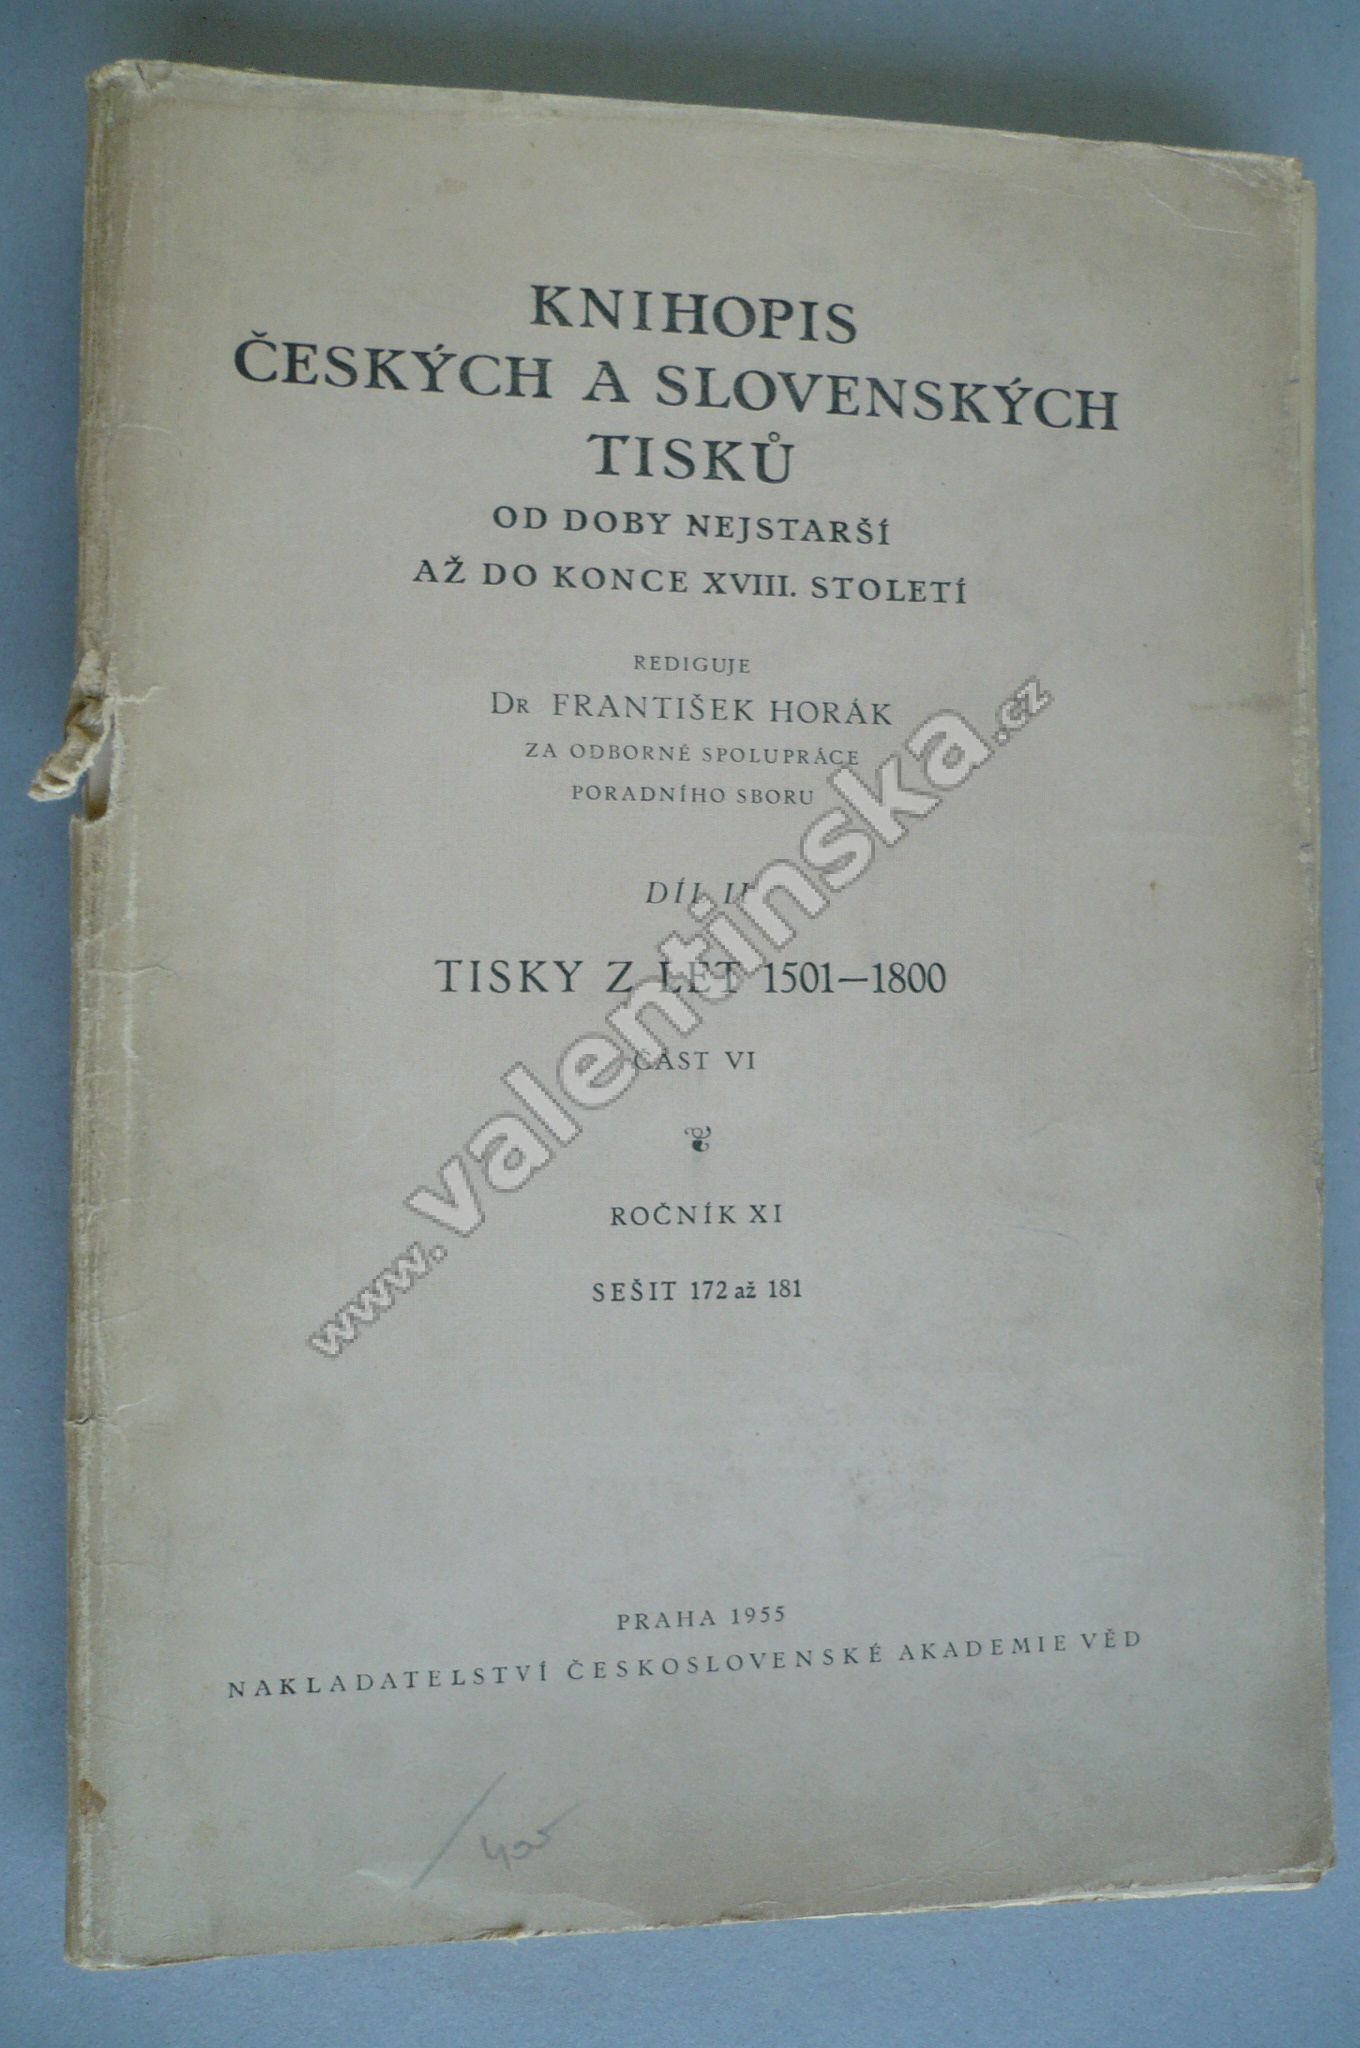 KNIHOPIS
ČESKÝCH A SLOVENSKÝCH
TISKŮ
OD DOBY NEJSTARŠÍ
AŽ DO KONCE XVIII. STOLETÍ
REDIGUJE
DR FRANTIŠEK HORÁK
ZA ODBORNÉ SPOLUPRÁCE
PORADNÍHO SBORU
DÍL II
TISKY Z LET 1501—1800
ČÁST VI
ROČNÍK XI
SEŠIT 172 až 181
PRAHA 1955
NAKLADATELSTVÍ ČESKOSLOVENSKÉ AKADEMIE VĚD
www.valentinska.cz